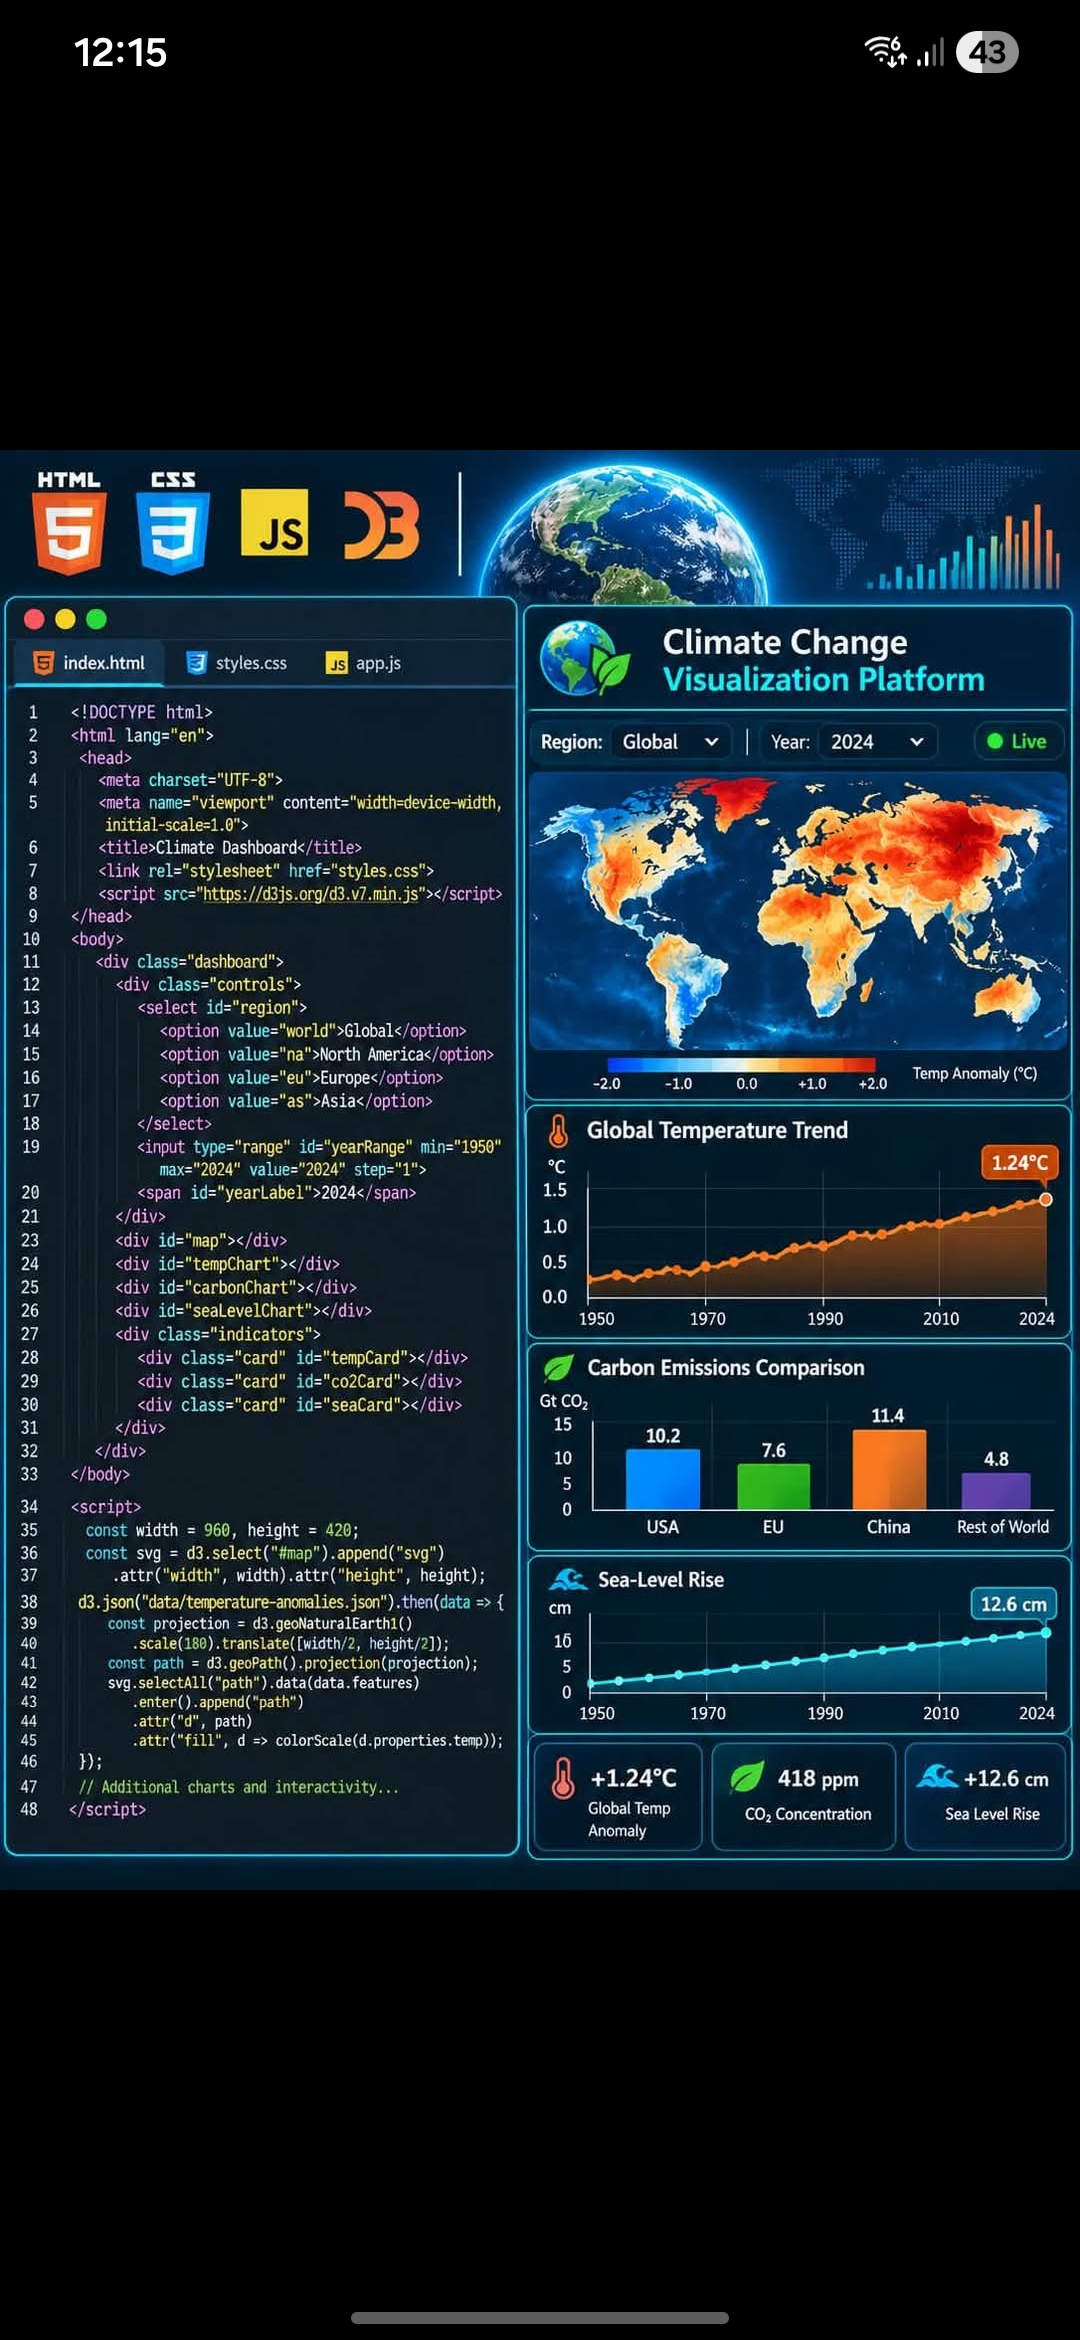 12:15
6
43
HTML
CSS
5
3
JS
D3
index.html
styles.css
JS app.js
1 <!DOCTYPE html>
2 <html lang="en">
3 <head>
4 <meta charset="UTF-8">
5 <meta name="viewport" content="width=device-width,
initial-scale=1.0">
6 <title>Climate Dashboard</title>
7 <link rel="stylesheet" href="styles.css">
8 <script src="https://d3js.org/d3.v7.min.js"></script>
9 </head>
10 <body>
11 <div class="dashboard">
12 <div class="controls">
13 <select id="region">
14 <option value="world">Global</option>
15 <option value="na">North America</option>
16 <option value="eu">Europe</option>
17 <option value="as">Asia</option>
18 </select>
19 <input type="range" id="yearRange" min="1950"
max="2024" value="2024" step="1">
20 <span id="yearLabel">2024</span>
21 </div>
23 <div id="map"></div>
24 <div id="tempChart"></div>
25 <div id="carbonChart"></div>
26 <div id="seaLevelChart"></div>
27 <div class="indicators">
28 <div class="card" id="tempCard"></div>
29 <div class="card" id="co2Card"></div>
30 <div class="card" id="seaCard"></div>
31 </div>
32 </div>
33 </body>
34 <script>
35 const width = 960, height = 420;
36 const svg = d3.select("#map").append("svg")
37 .attr("width", width).attr("height", height);
38 d3.json("data/temperature-anomalies.json").then(data => {
39 const projection = d3.geoNaturalEarth1()
40 .scale(180).translate([width/2, height/2]);
41 const path = d3.geoPath().projection(projection);
42 svg.selectAll("path").data(data.features)
43 .enter().append("path")
44 .attr("d", path)
45 .attr("fill", d => colorScale(d.properties.temp));
46 });
47 // Additional charts and interactivity...
48 </script>
Climate Change
Visualization Platform
Region: Global | Year: 2024 Live
-2.0 -1.0 0.0 +1.0 +2.0 Temp Anomaly (°C)
Global Temperature Trend
°C
1.24°C
1.5
1.0
0.5
0.0
1950 1970 1990 2010 2024
Carbon Emissions Comparison
Gt CO₂
15
10
5
0
10.2
7.6
11.4
4.8
USA EU China Rest of World
Sea-Level Rise
cm
12.6 cm
10
5
0
1950 1970 1990 2010 2024
+1.24°C
Global Temp
Anomaly
418 ppm
CO₂ Concentration
+12.6 cm
Sea Level Rise